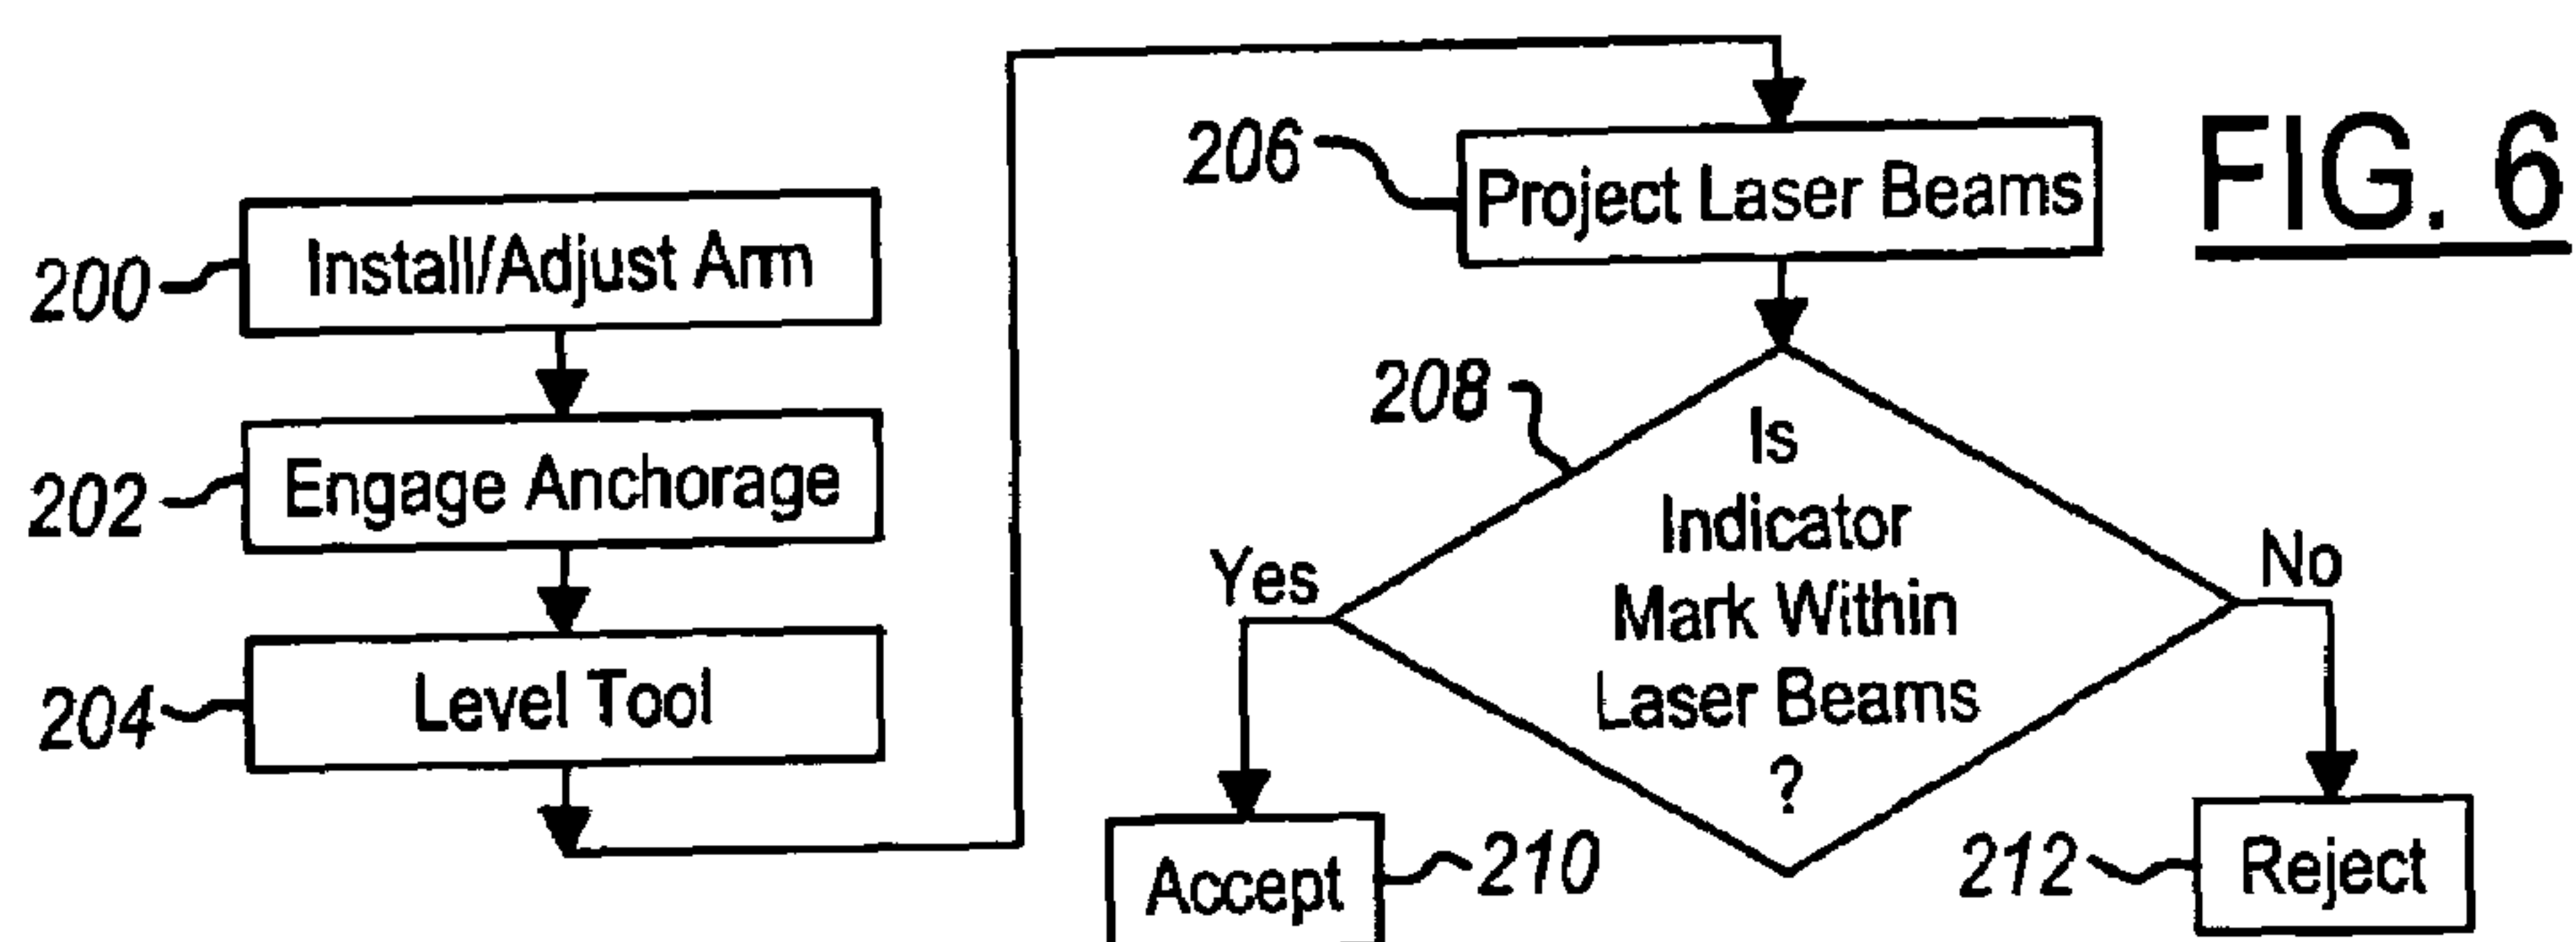 FIG. 6
200
Install/Adjust Arm
202
Engage Anchorage
204
Level Tool
206
Project Laser Beams
208
Is
Indicator
Mark Within
Laser Beams
?
Yes
No
Accept
210
212
Reject